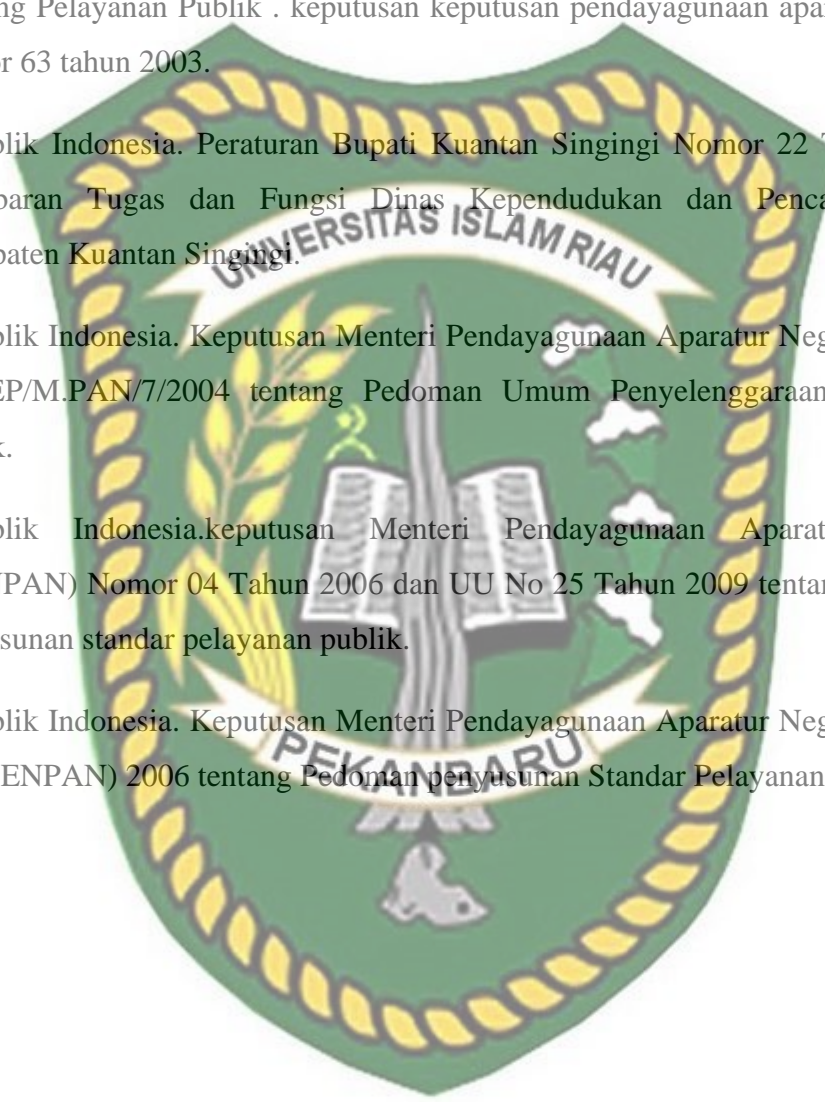 ng Pelayanan Publik . keputusan keputusan pendayagunaan apar
r 63 tahun 2003.
blik Indonesia. Peraturan Bupati Kuantan Singingi Nomor 22 T
baran Tugas dan Fungsi Dinas Kependudukan dan Penca
paten Kuantan Singingi.
UNIVERSITAS ISLAM RIAU
blik Indonesia. Keputusan Menteri Pendayagunaan Aparatur Neg
EP/M.PAN/7/2004 tentang Pedoman Umum Penyelenggaraan
k.
blik Indonesia.keputusan Menteri Pendayagunaan Aparat
NPAN) Nomor 04 Tahun 2006 dan UU No 25 Tahun 2009 tentan
usunan standar pelayanan publik.
blik Indonesia. Keputusan Menteri Pendayagunaan Aparatur Neg
ENPAN) 2006 tentang Pedoman penyusunan Standar Pelayanan
PEKANBARU